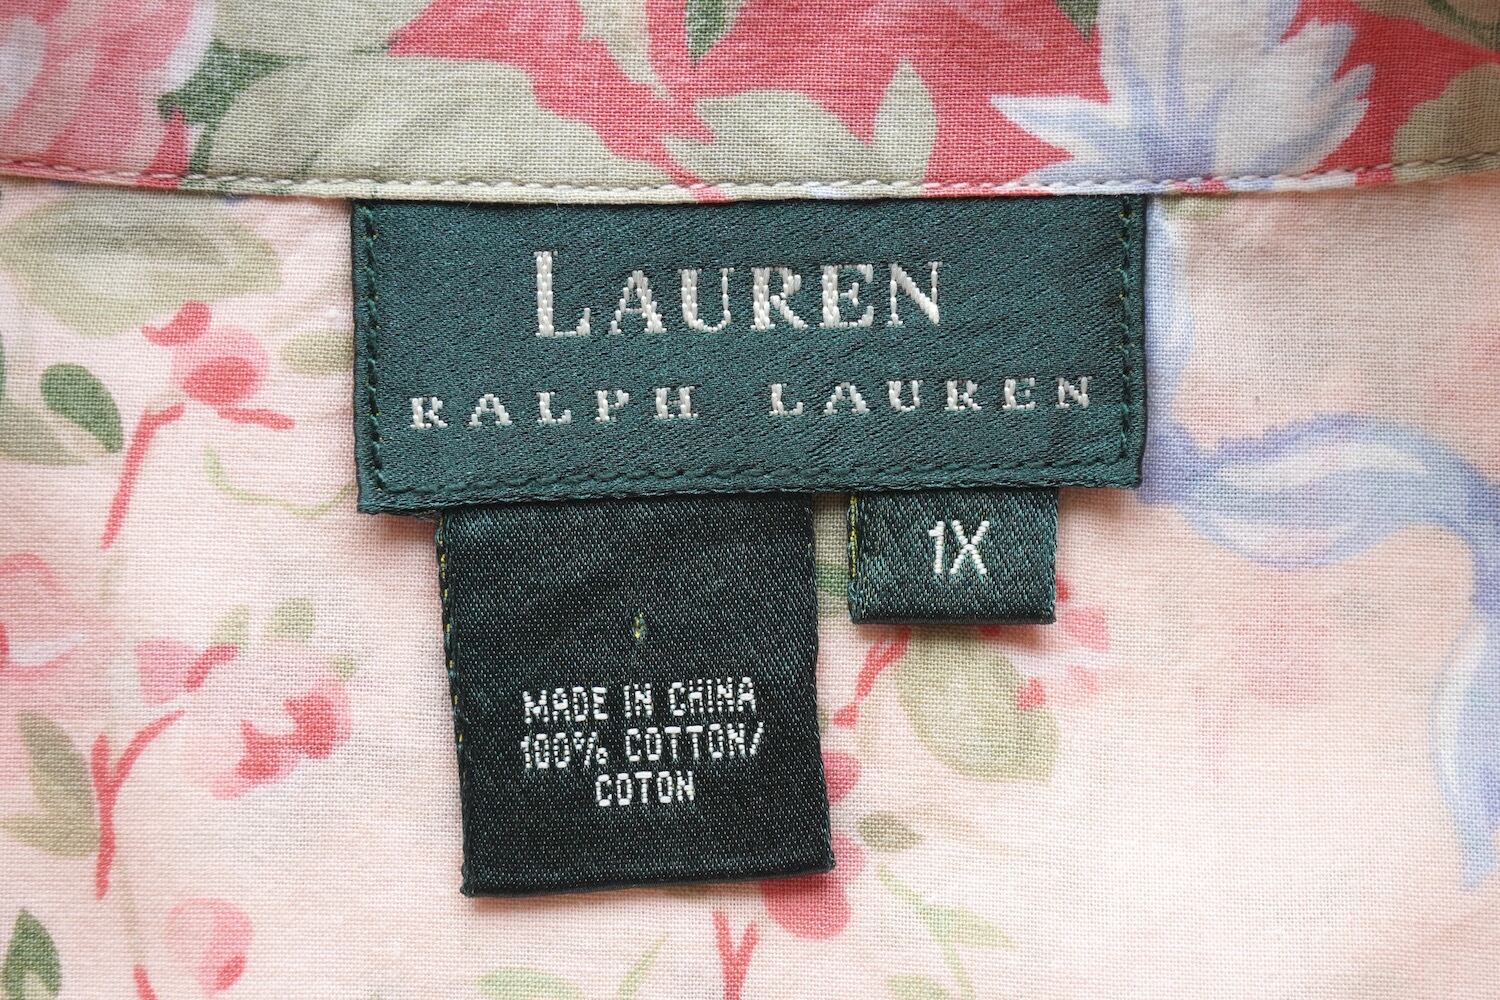 LAUREN
RALPH LAUREN
1X
MADE IN CHINA
100% COTTON/
COTON